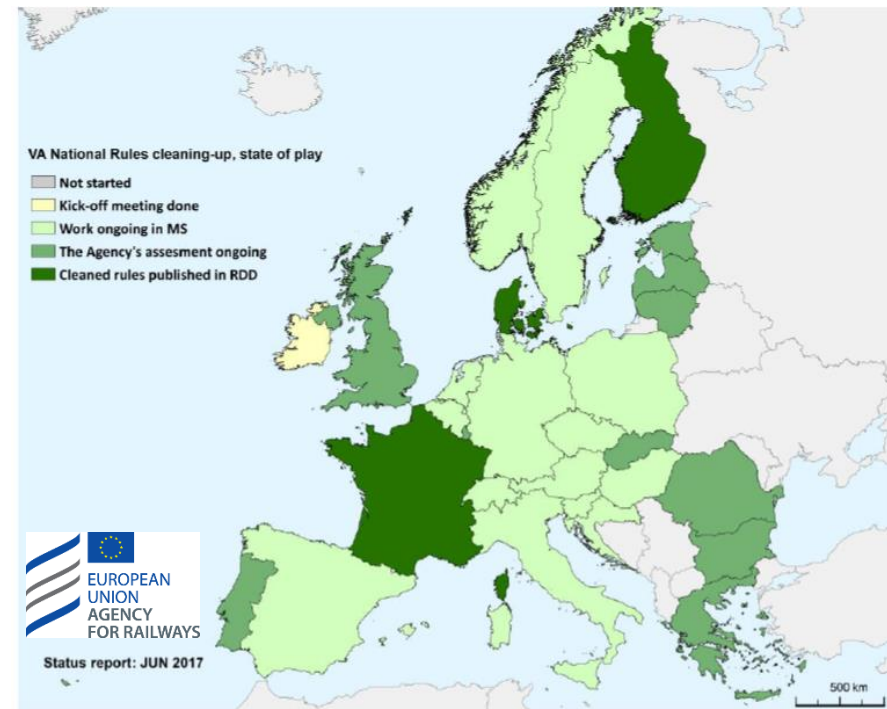 VA National Rules cleaning-up, state of play
Not started
Kick-off meeting done
Work ongoing in MS
The Agency's assesment ongoing
Cleaned rules published in RDD
EUROPEAN
UNION
AGENCY
FOR RAILWAYS
Status report: JUN 2017
500 km